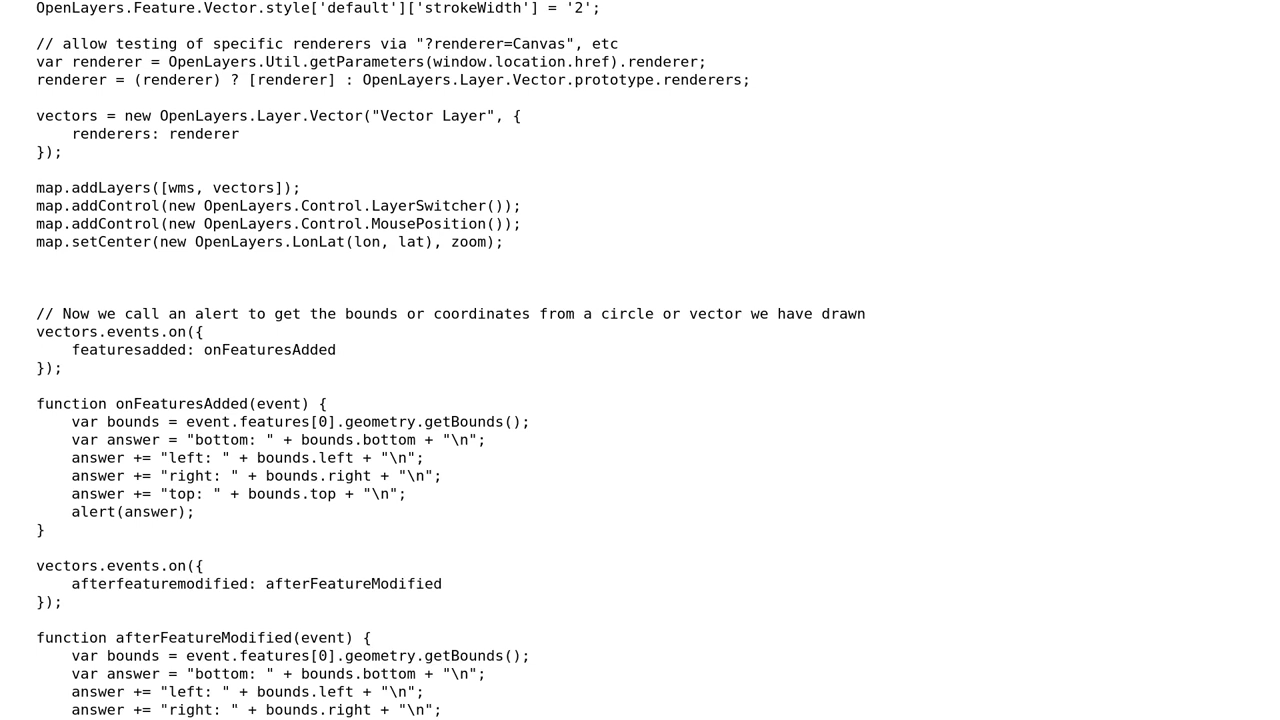 OpenLayers.Feature.Vector.style['default']['strokeWidth'] = '2';
// allow testing of specific renderers via "?renderer=Canvas", etc
var renderer = OpenLayers.Util.getParameters(window.location.href).renderer;
renderer = (renderer) ? [renderer] : OpenLayers.Layer.Vector.prototype.renderers;
vectors = new OpenLayers.Layer.Vector("Vector Layer", {
    renderers: renderer
});
map.addLayers([wms, vectors]);
map.addControl(new OpenLayers.Control.LayerSwitcher());
map.addControl(new OpenLayers.Control.MousePosition());
map.setCenter(new OpenLayers.LonLat(lon, lat), zoom);
// Now we call an alert to get the bounds or coordinates from a circle or vector we have drawn
vectors.events.on({
    featuresadded: onFeaturesAdded
});
function onFeaturesAdded(event) {
    var bounds = event.features[0].geometry.getBounds();
    var answer = "bottom: " + bounds.bottom + "\n";
    answer += "left: " + bounds.left + "\n";
    answer += "right: " + bounds.right + "\n";
    answer += "top: " + bounds.top + "\n";
    alert(answer);
}
vectors.events.on({
    afterfeaturemodified: afterFeatureModified
});
function afterFeatureModified(event) {
    var bounds = event.features[0].geometry.getBounds();
    var answer = "bottom: " + bounds.bottom + "\n";
    answer += "left: " + bounds.left + "\n";
    answer += "right: " + bounds.right + "\n";